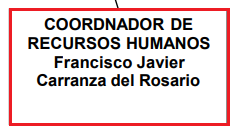 COORDNADOR DE
RECURSOS HUMANOS
Francisco Javier
Carranza del Rosario